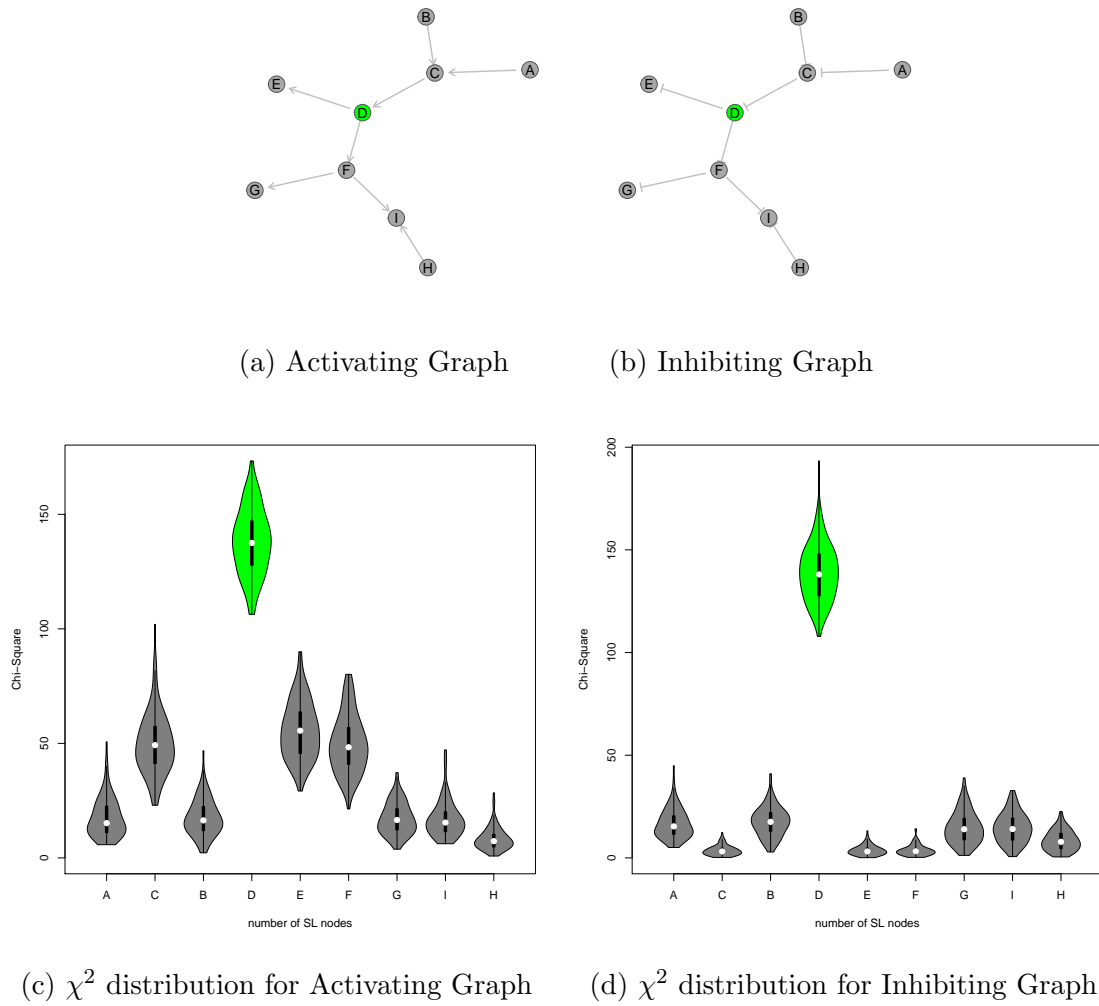 B
C
A
E
D
F
G
I
H
B
C
A
E
D
F
G
I
H
(a) Activating Graph
(b) Inhibiting Graph
Chi−Square
150
100
50
0
A C B D E F G I H
number of SL nodes
Chi−Square
200
150
100
50
0
A C B D E F G I H
number of SL nodes
(c) χ² distribution for Activating Graph
(d) χ² distribution for Inhibiting Graph